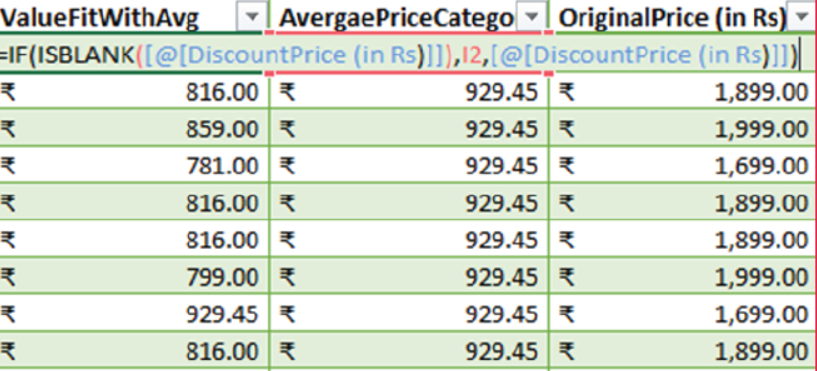 ValueFitWithAvg AvergaePriceCatego OriginalPrice (in Rs)
=IF(ISBLANK([@[DiscountPrice (in Rs)]]),I2,[@[DiscountPrice (in Rs)]])
₹ 816.00 ₹ 929.45 ₹ 1,899.00
₹ 859.00 ₹ 929.45 ₹ 1,999.00
₹ 781.00 ₹ 929.45 ₹ 1,699.00
₹ 816.00 ₹ 929.45 ₹ 1,899.00
₹ 816.00 ₹ 929.45 ₹ 1,899.00
₹ 799.00 ₹ 929.45 ₹ 1,999.00
₹ 929.45 ₹ 929.45 ₹ 1,699.00
₹ 816.00 ₹ 929.45 ₹ 1,899.00